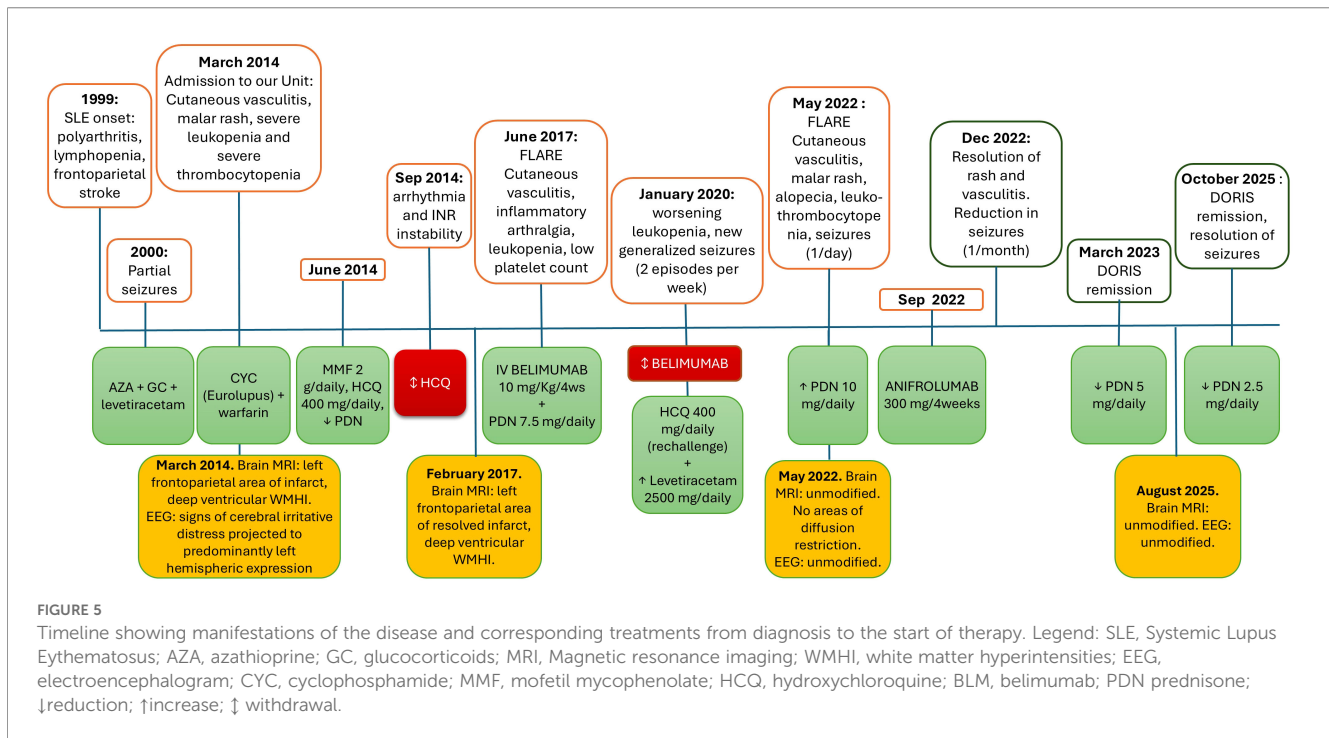 1999:
SLE onset:
polyarthritis,
lymphopenia,
frontoparietal
stroke
2000:
Partial
seizures
March 2014
Admission to our Unit:
Cutaneous vasculitis,
malar rash, severe
leukopenia and
severe
thrombocytopenia
June 2014
Sep 2014:
arrhythmia
and INR
instability
June 2017:
FLARE
Cutaneous
vasculitis,
inflammatory
arthralgia,
leukopenia, low
platelet count
January 2020:
worsening
leukopenia, new
generalized seizures
(2 episodes per
week)
May 2022 :
FLARE
Cutaneous
vasculitis,
malar rash,
alopecia, leuko-
thrombocytope
nia, seizures
(1/day)
Sep 2022
Dec 2022:
Resolution of
rash and
vasculitis.
Reduction in
seizures
(1/month)
March 2023
DORIS
remission
October 2025 :
DORIS
remission,
resolution of
seizures
AZA + GC +
levetiracetam
CYC
(Eurolupus) +
warfarin
MMF 2
g/daily, HCQ
400 mg/daily,
↓ PDN
↕ HCQ
IV BELIMUMAB
10 mg/Kg/4ws
+
PDN 7.5 mg/daily
↕ BELIMUMAB
HCQ 400
mg/daily
(rechallenge)
+
↑ Levetiracetam
2500 mg/daily
↑ PDN 10
mg/daily
ANIFROLUMAB
300 mg/4weeks
↓ PDN 5
mg/daily
↓ PDN 2.5
mg/daily
March 2014. Brain MRI: left
frontoparietal area of infarct,
deep ventricular WMHI.
EEG: signs of cerebral irritative
distress projected to
predominantly left
hemispheric expression
February 2017.
Brain MRI: left
frontoparietal area
of resolved infarct,
deep ventricular
WMHI.
May 2022. Brain
MRI: unmodified.
No areas of
diffusion
restriction.
EEG: unmodified.
August 2025.
Brain MRI:
unmodified. EEG:
unmodified.
FIGURE 5
Timeline showing manifestations of the disease and corresponding treatments from diagnosis to the start of therapy. Legend: SLE, Systemic Lupus
Eythematosus; AZA, azathioprine; GC, glucocorticoids; MRI, Magnetic resonance imaging; WMHI, white matter hyperintensities; EEG,
electroencephalogram; CYC, cyclophosphamide; MMF, mofetil mycophenolate; HCQ, hydroxychloroquine; BLM, belimumab; PDN prednisone;
↓reduction; ↑increase; ↕ withdrawal.